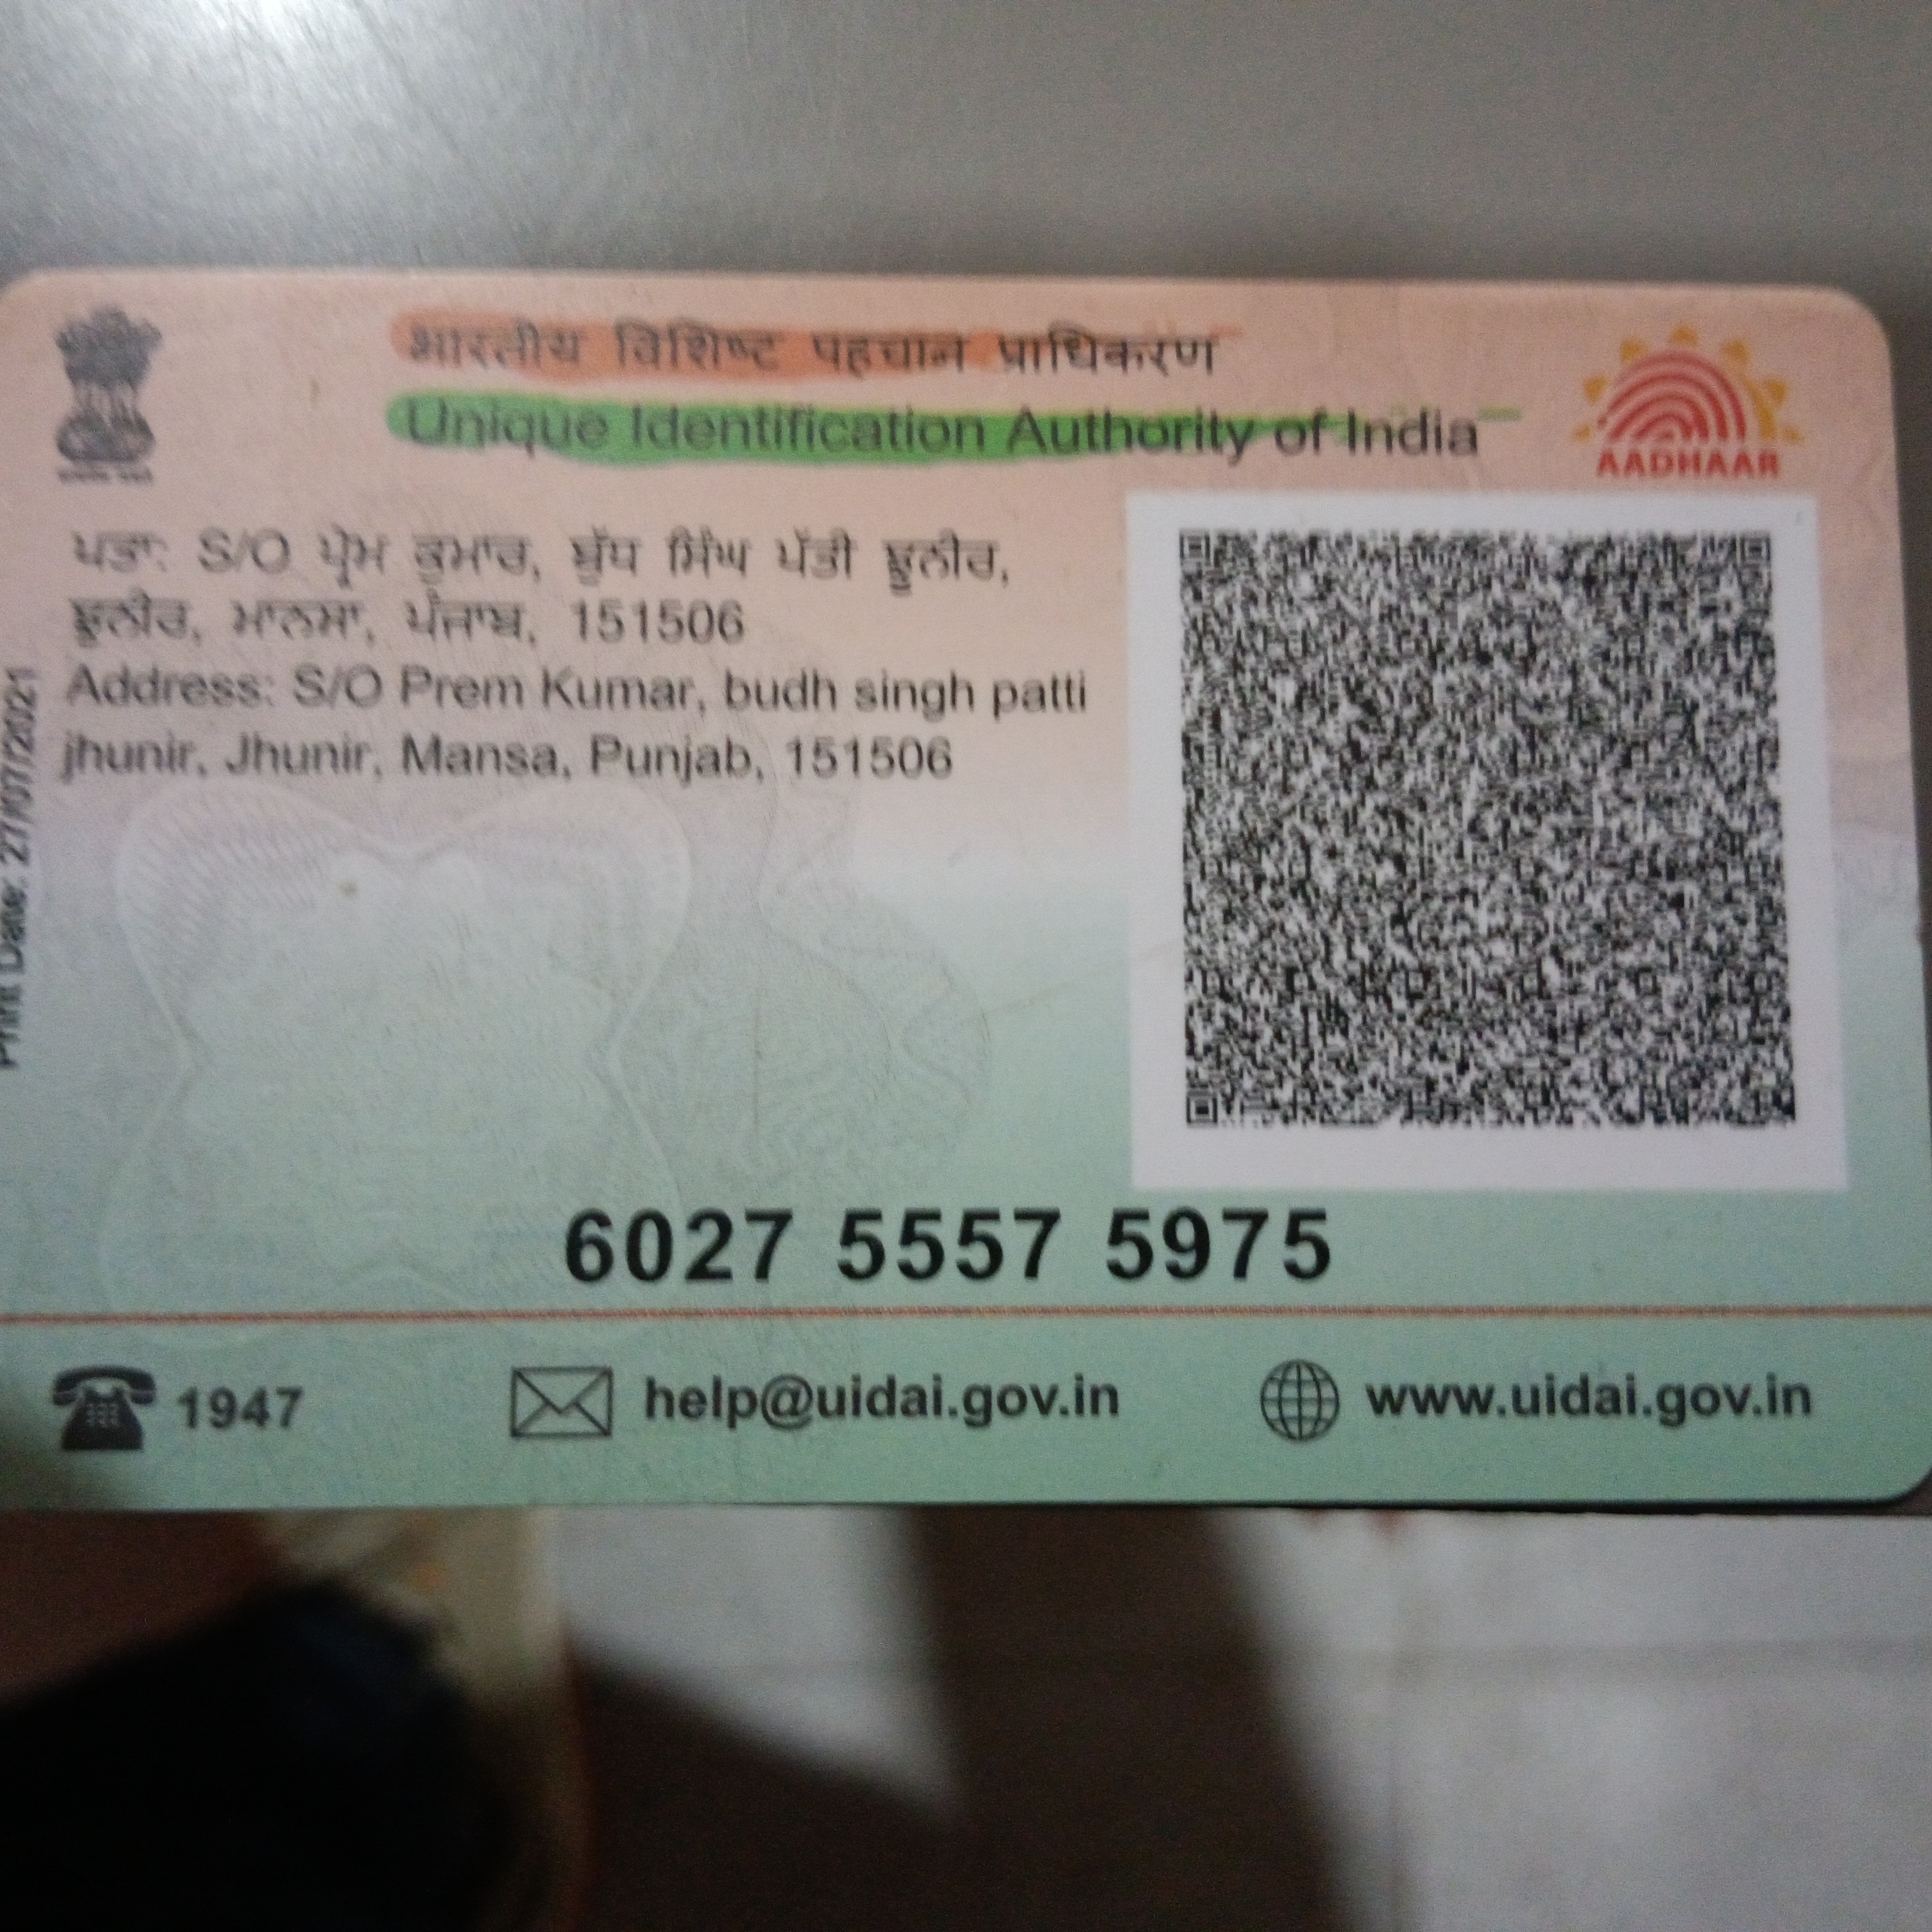 भारतीय विशिष्ट पहचान प्राधिकरण
Unique Identification Authority of India
AADHAAR
ਪਤਾ: S/O ਪ੍ਰੇਮ ਕੁਮਾਰ, ਬੁੱਧ ਸਿੰਘ ਪੱਤੀ ਝੁਨੀਰ,
ਝੁਨੀਰ, ਮਾਨਸਾ, ਪੰਜਾਬ, 151506
Address: S/O Prem Kumar, budh singh patti
jhunir, Jhunir, Mansa, Punjab, 151506
Print Date: 27/07/2021
6027 5557 5975
1947
help@uidai.gov.in
www.uidai.gov.in